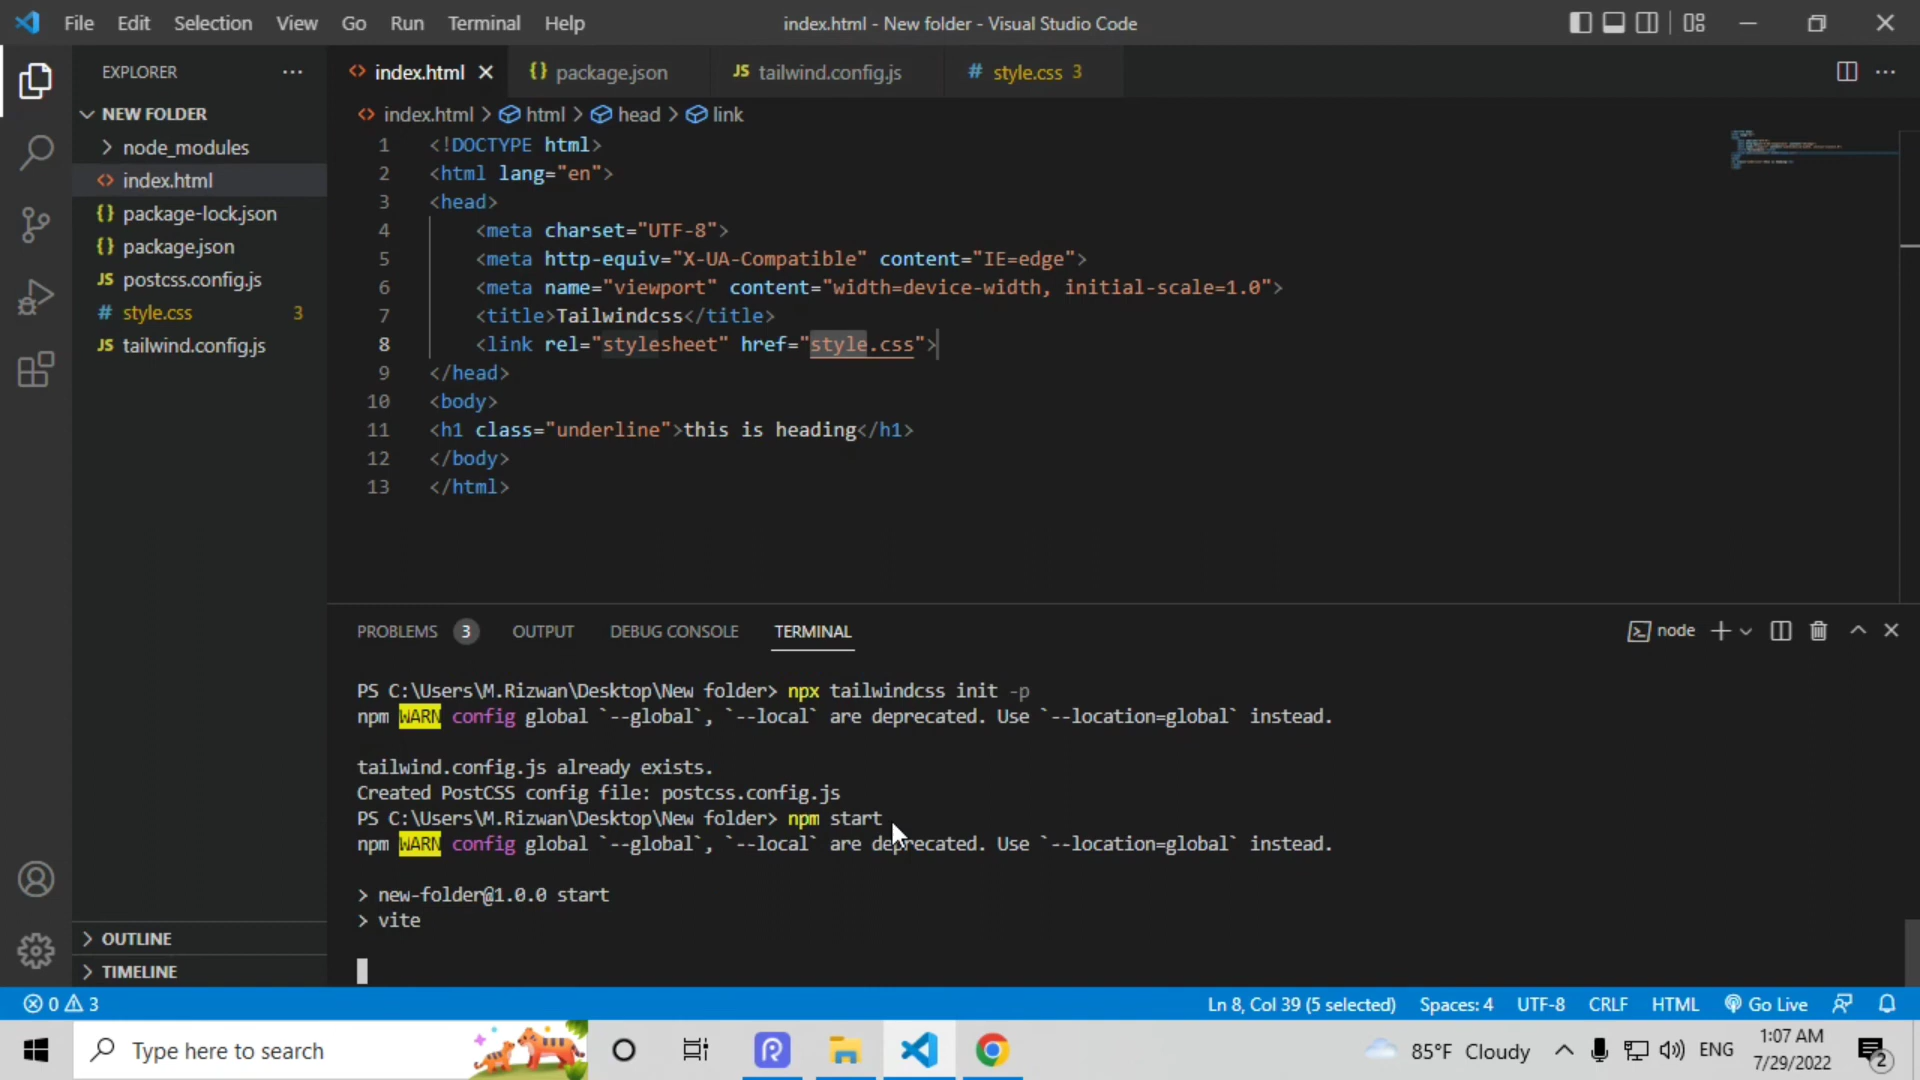 File Edit Selection View Go Run Terminal Help
index.html - New folder - Visual Studio Code
EXPLORER
NEW FOLDER
node_modules
index.html
package-lock.json
package.json
postcss.config.js
style.css 3
tailwind.config.js
OUTLINE
TIMELINE
index.html package.json tailwind.config.js style.css 3
index.html > html > head > link
1 <!DOCTYPE html>
2 <html lang="en">
3 <head>
4 <meta charset="UTF-8">
5 <meta http-equiv="X-UA-Compatible" content="IE=edge">
6 <meta name="viewport" content="width=device-width, initial-scale=1.0">
7 <title>Tailwindcss</title>
8 <link rel="stylesheet" href="style.css">
9 </head>
10 <body>
11 <h1 class="underline">this is heading</h1>
12 </body>
13 </html>
PROBLEMS 3 OUTPUT DEBUG CONSOLE TERMINAL
node
PS C:\Users\M.Rizwan\Desktop\New folder> npx tailwindcss init -p
npm WARN config global `--global`, `--local` are deprecated. Use `--location=global` instead.
tailwind.config.js already exists.
Created PostCSS config file: postcss.config.js
PS C:\Users\M.Rizwan\Desktop\New folder> npm start
npm WARN config global `--global`, `--local` are deprecated. Use `--location=global` instead.
> new-folder@1.0.0 start
> vite
0 3
Ln 8, Col 39 (5 selected) Spaces: 4 UTF-8 CRLF HTML Go Live
Type here to search
85°F Cloudy
ENG
1:07 AM
7/29/2022
2